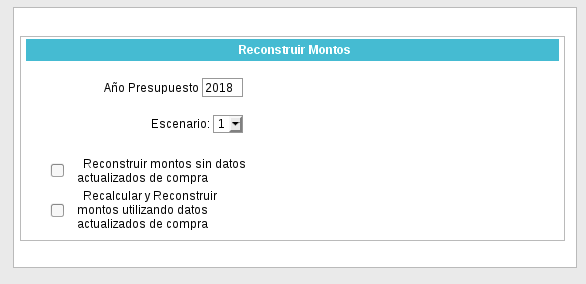 Reconstruir Montos
Año Presupuesto 2018
Escenario: 1
Reconstruir montos sin datos
actualizados de compra
Recalcular y Reconstruir
montos utilizando datos
actualizados de compra